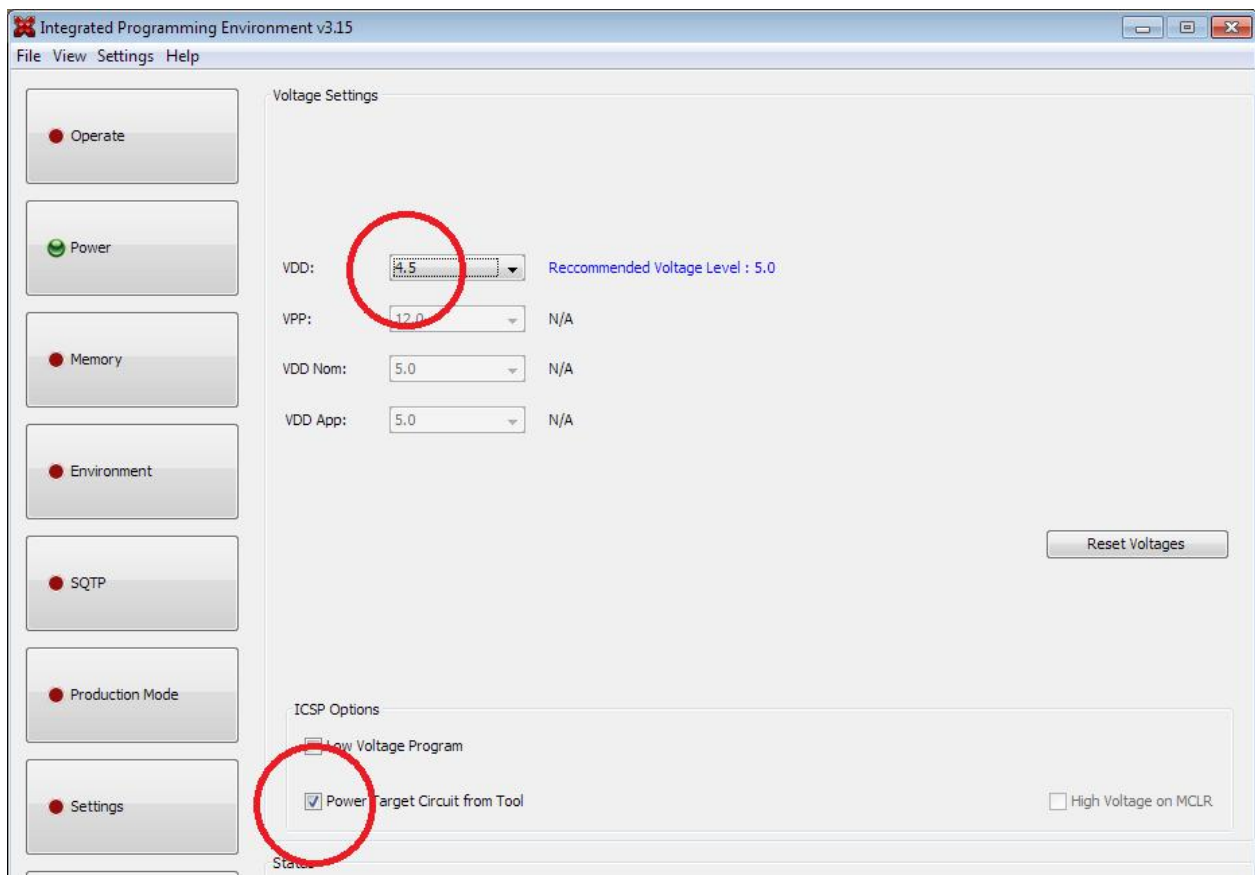 Integrated Programming Environment v3.15
File View Settings Help
Voltage Settings
Operate
Power
VDD: 4.5 Reccommended Voltage Level : 5.0
VPP: 12.0 N/A
Memory
VDD Nom: 5.0 N/A
VDD App: 5.0 N/A
Environment
Reset Voltages
SQTP
Production Mode
ICSP Options
Low Voltage Program
Settings
Power Target Circuit from Tool
High Voltage on MCLR
Status